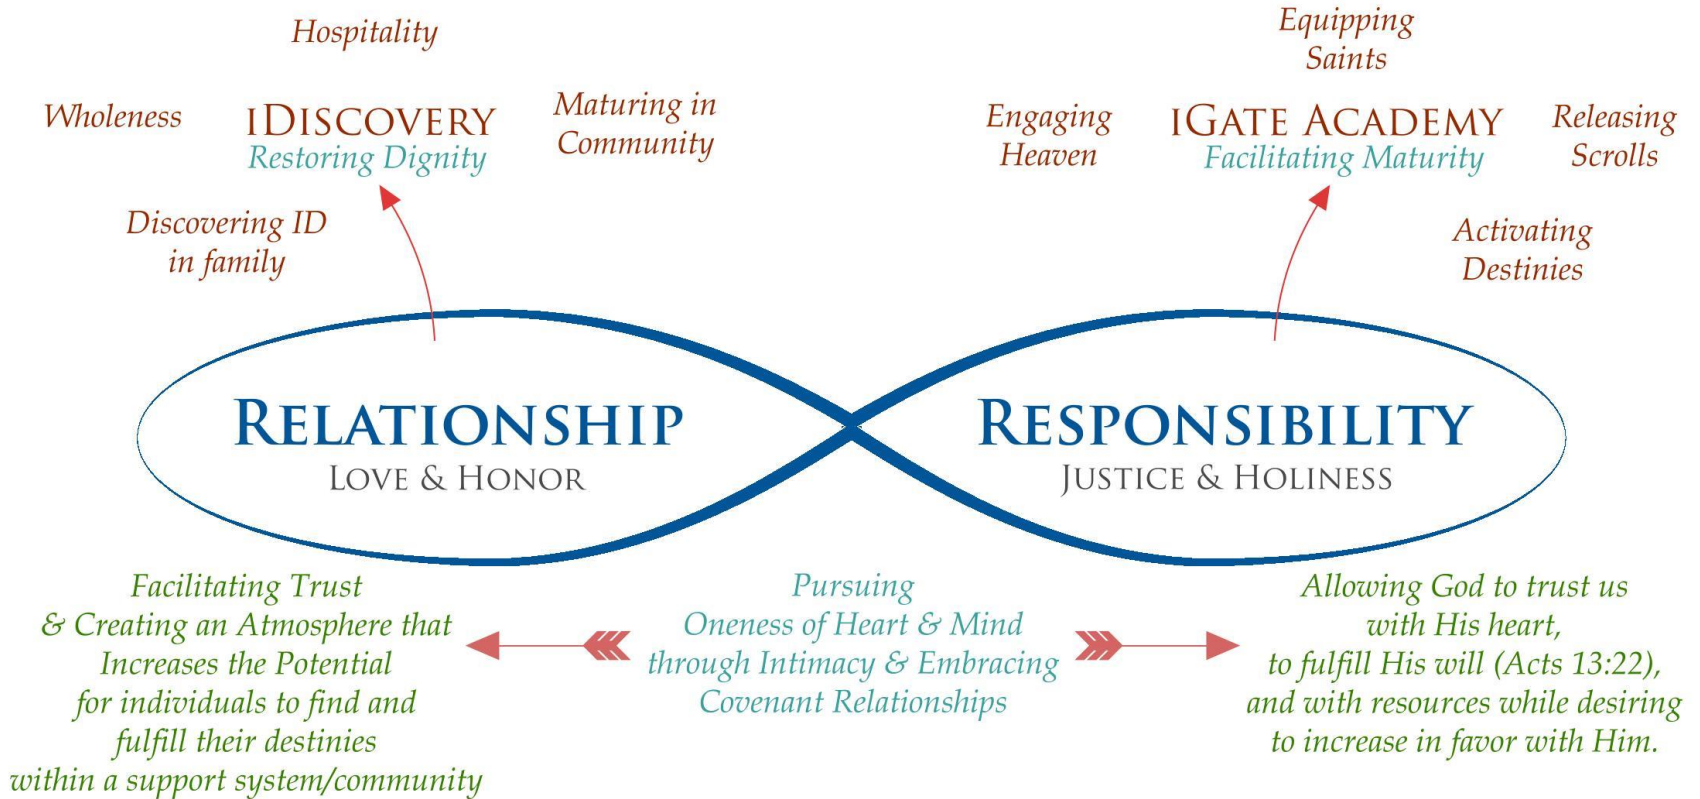 Hospitality
Wholeness
iDiscovery
Restoring Dignity
Maturing in
Community
Discovering ID
in family
Equipping
Saints
Engaging
Heaven
iGate Academy
Facilitating Maturity
Releasing
Scrolls
Activating
Destinies
Relationship
Love & Honor
Responsibility
Justice & Holiness
Facilitating Trust
& Creating an Atmosphere that
Increases the Potential
for individuals to find and
fulfill their destinies
within a support system/community
Pursuing
Oneness of Heart & Mind
through Intimacy & Embracing
Covenant Relationships
Allowing God to trust us
with His heart,
to fulfill His will (Acts 13:22),
and with resources while desiring
to increase in favor with Him.